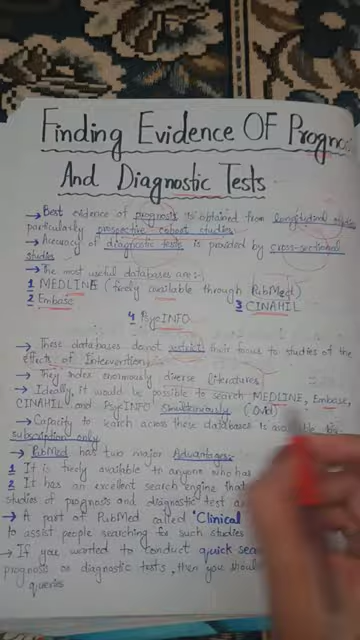 Finding Evidence OF Progno
And Diagnostic Tests
→ Best evidence of prognosis is obtained from longitudinal studies
particularly prospective cohort studies
→ Accuracy of diagnostic tests is provided by cross-sectional
studies
→ The most useful databases are:-
1 MEDLINE (freely available through PubMed)
2 Embase 3 CINAHIL
4 PsycINFO
→ These databases do not restrict their focus to studies of the
effects of Intervention
→ They index enormously diverse literatures
→ Ideally, it would be possible to search MEDLINE, Embase,
CINAHIL and PsycINFO simultaneously (Ovid)
→ Capacity to search across these databases is available
subscription only
→ PubMed has two major Advantages
1 It is freely available to anyone who has
2 It has an excellent search engine that
studies of prognosis and diagnostic test
→ A part of PubMed called "Clinical
to assist people searching for such studies
→ If you wanted to conduct quick sea
prognosis or diagnostic tests, then you shou
queries